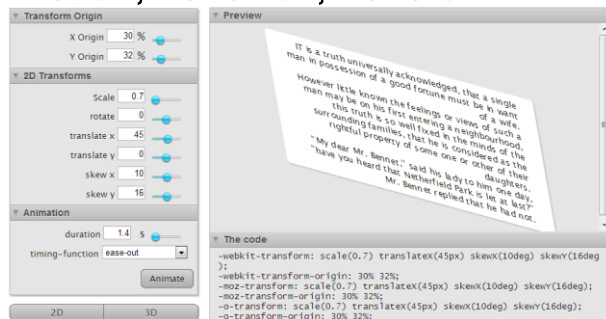 Transform Origin
X Origin 30 %
Y Origin 32 %
2D Transforms
Scale 0.7
rotate 0
translate x 45
translate y 0
skew x 10
skew y 16
Animation
duration 1.4 s
timing-function ease-out
Animate
2D 3D
Preview
IT is a truth universally acknowledged, that a single
man in possession of a good fortune must be in want
of a wife.
However little known the feelings or views of such a
man may be on his first entering a neighbourhood,
this truth is so well fixed in the minds of the
surrounding families, that he is considered as the
rightful property of some one or other of their
daughters.
"My dear Mr. Bennet," said his lady to him one day,
"have you heard that Netherfield Park is let at last?"
Mr. Bennet replied that he had not.
The code
-webkit-transform: scale(0.7) translateX(45px) skewX(10deg) skewY(16deg
);
-webkit-transform-origin: 30% 32%;
-moz-transform: scale(0.7) translateX(45px) skewX(10deg) skewY(16deg);
-moz-transform-origin: 30% 32%;
-o-transform: scale(0.7) translateX(45px) skewX(10deg) skewY(16deg);
-o-transform-origin: 30% 32%;